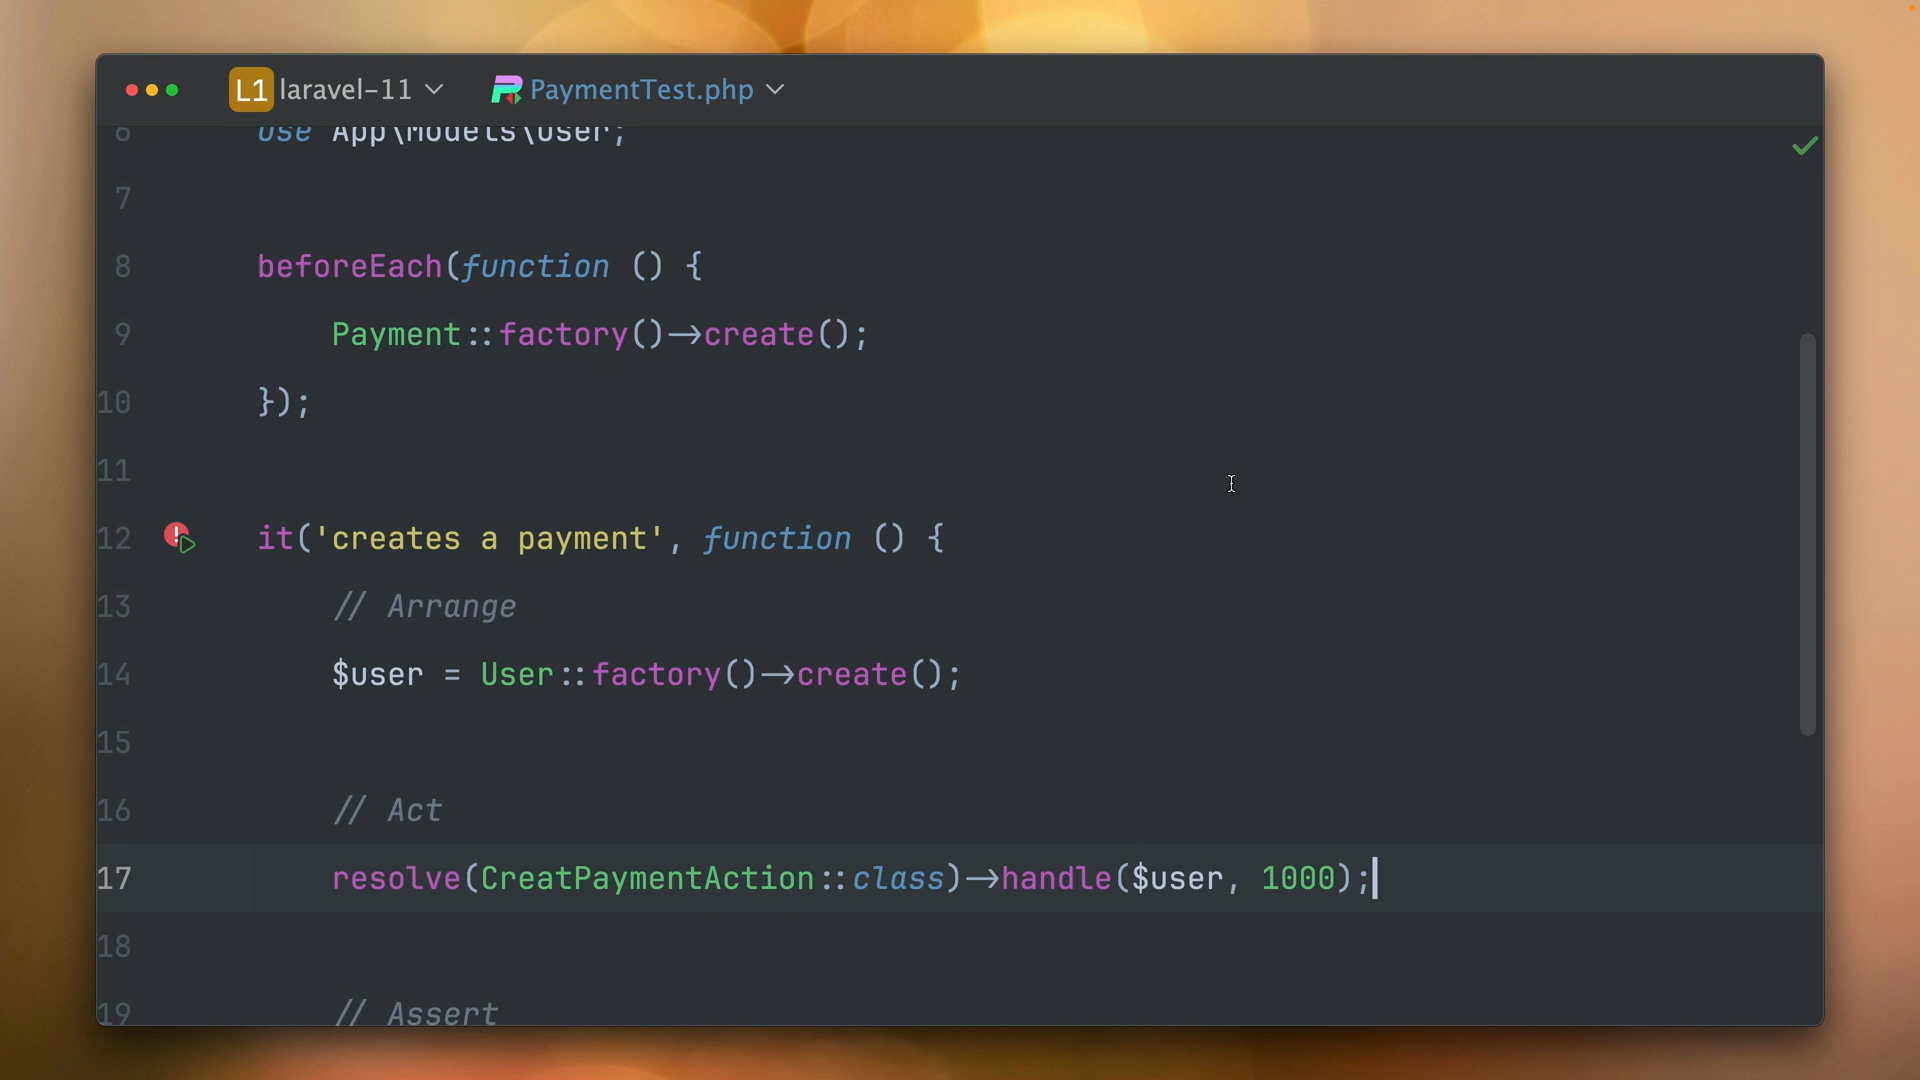 L1 laravel-11 PaymentTest.php
6 use App\Models\User;
7
8 beforeEach(function () {
9 Payment::factory()->create();
10 });
11
12 it('creates a payment', function () {
13 // Arrange
14 $user = User::factory()->create();
15
16 // Act
17 resolve(CreatPaymentAction::class)->handle($user, 1000);
18
19 // Assert